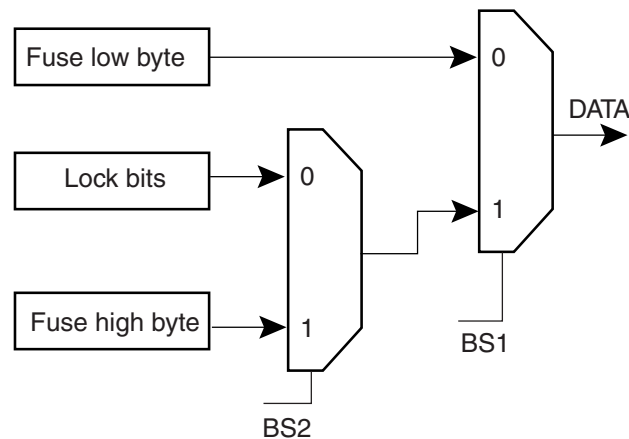 Fuse low byte
0
DATA
Lock bits
0
1
Fuse high byte
1
BS1
BS2